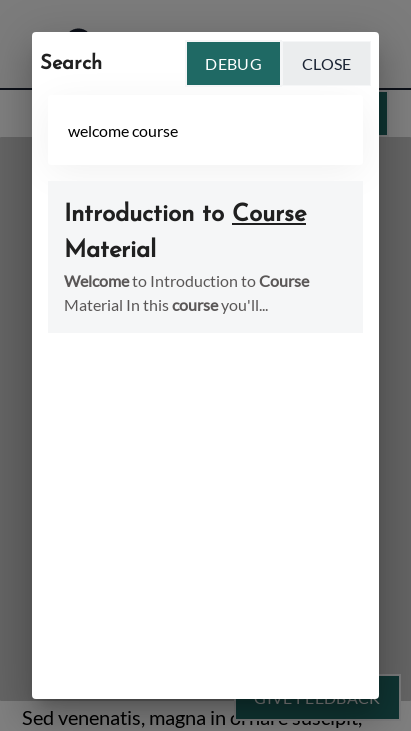 Search
DEBUG
CLOSE
welcome course
Introduction to Course
Material
Welcome to Introduction to Course
Material In this course you'll...
GIVE FEEDBACK
Sed venenatis, magna in ornare suscipit,